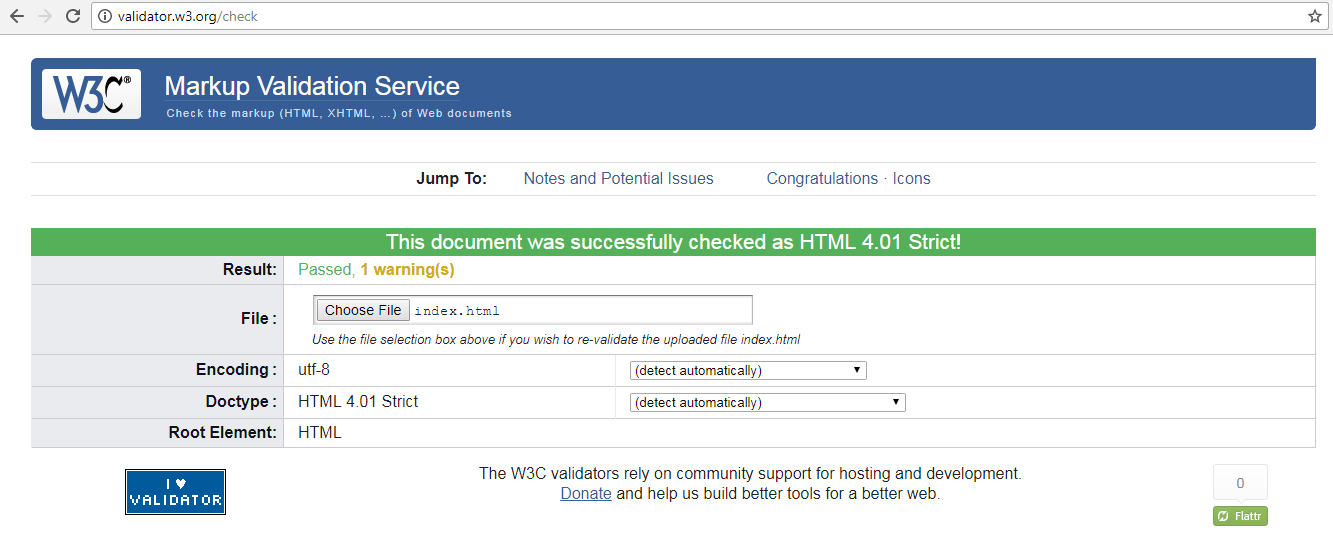 validator.w3.org/check
W3C®
Markup Validation Service
Check the markup (HTML, XHTML, …) of Web documents
Jump To: Notes and Potential Issues Congratulations · Icons
This document was successfully checked as HTML 4.01 Strict!
Result: Passed, 1 warning(s)
File : Choose File index.html
Use the file selection box above if you wish to re-validate the uploaded file index.html
Encoding : utf-8 (detect automatically)
Doctype : HTML 4.01 Strict (detect automatically)
Root Element: HTML
I ♥
VALIDATOR
The W3C validators rely on community support for hosting and development.
Donate and help us build better tools for a better web.
0
Flattr